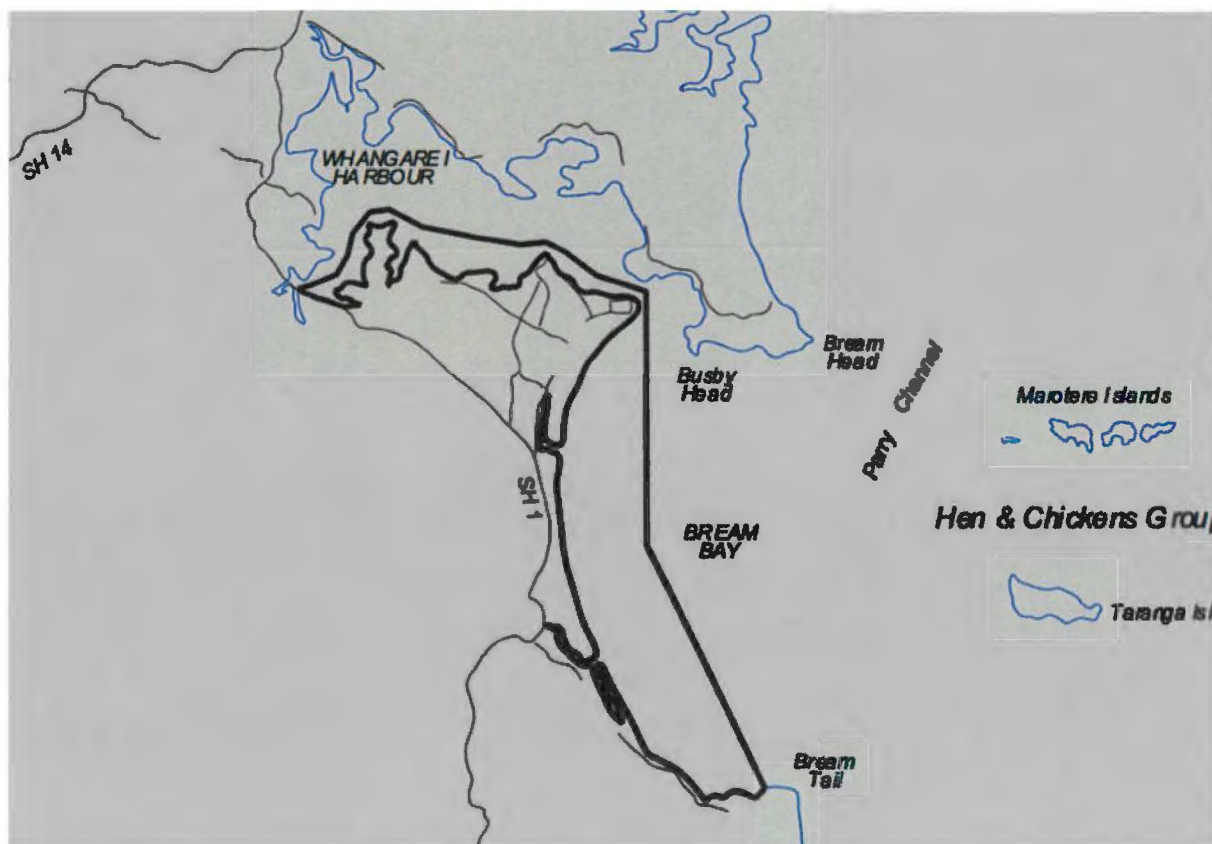 SH 14
WHANGAREI
HARBOUR
Bream
Head
Busby
Head
Parry Channel
Marotere Islands
SH 1
Hen & Chickens Group
BREAM
BAY
Taranga Isl
Bream
Tail